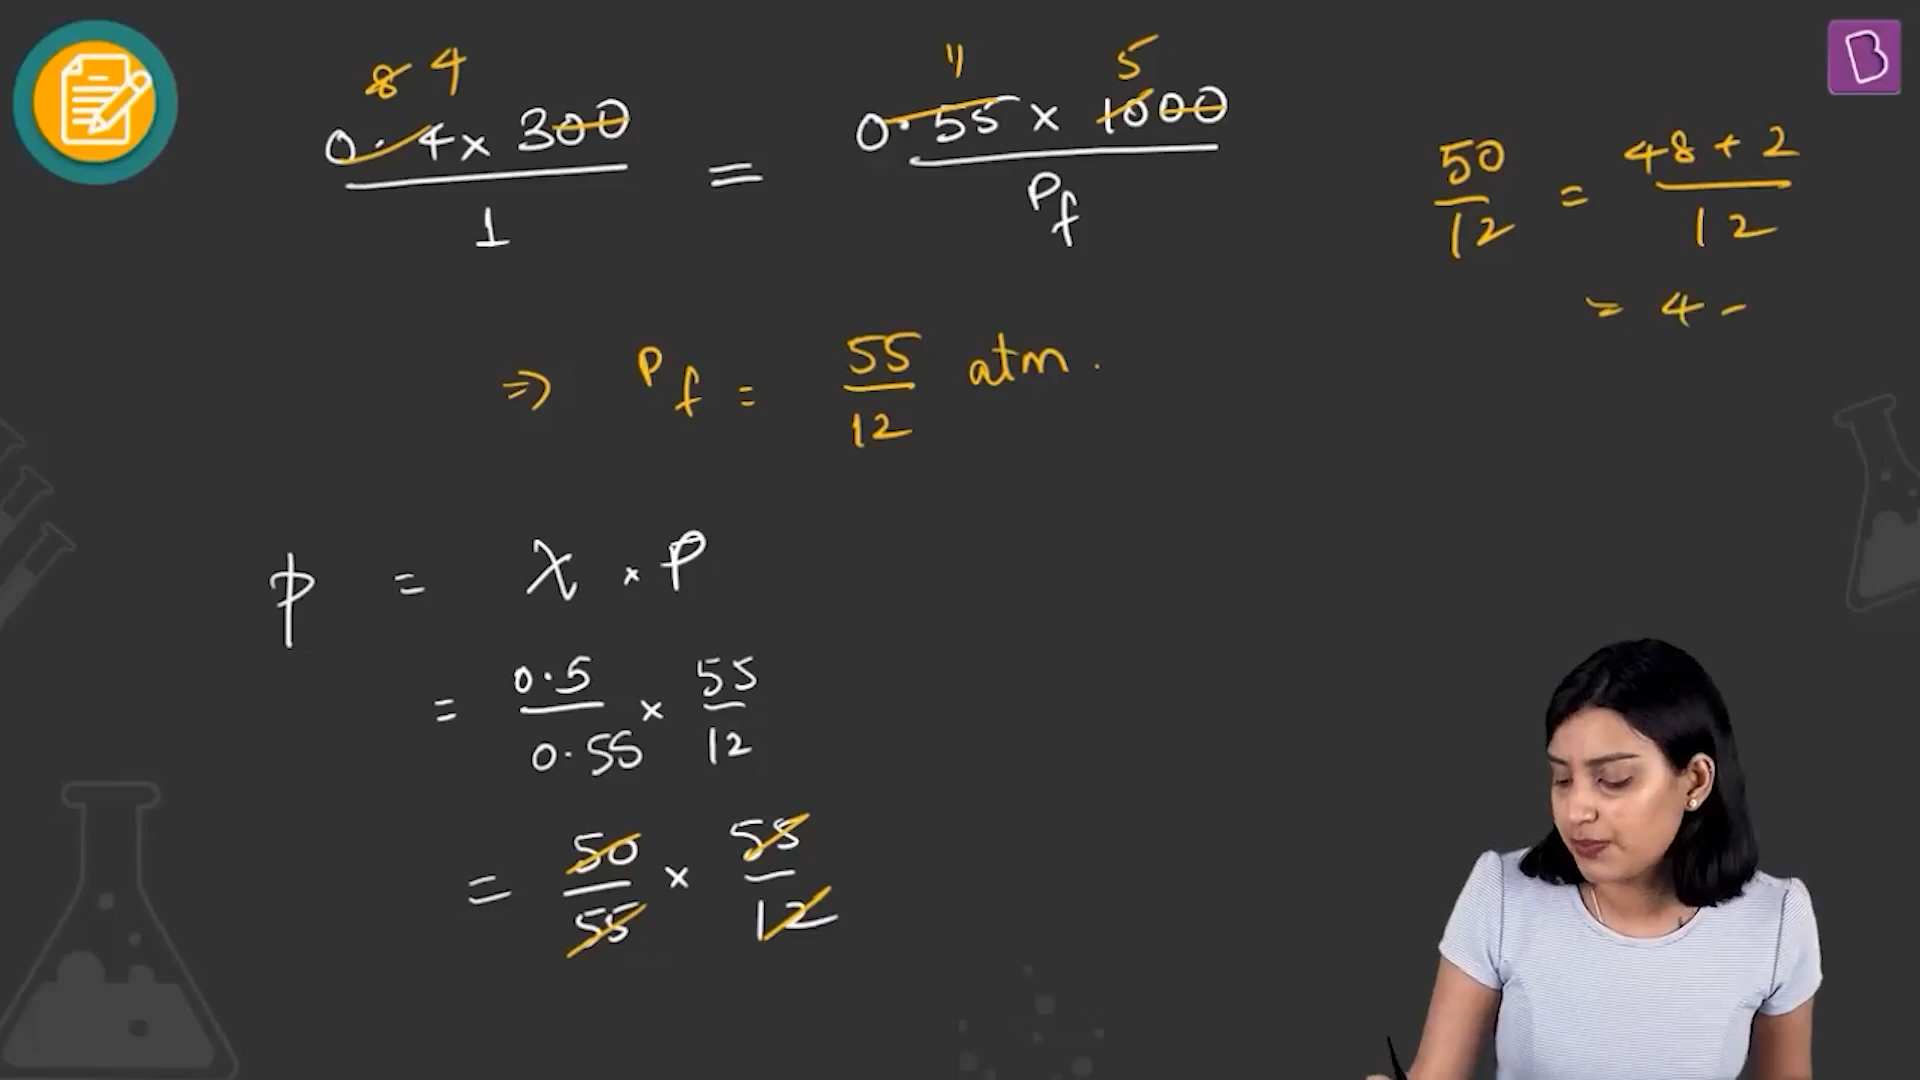 8 4
11 5
0.4 x 300 = 0.55 x 1000
1 Pf
50/12 = 48+2/12
= 4 -
=> Pf = 55/12 atm.
p = χ x P
= 0.5/0.55 x 55/12
= 50/55 x 55/12
B